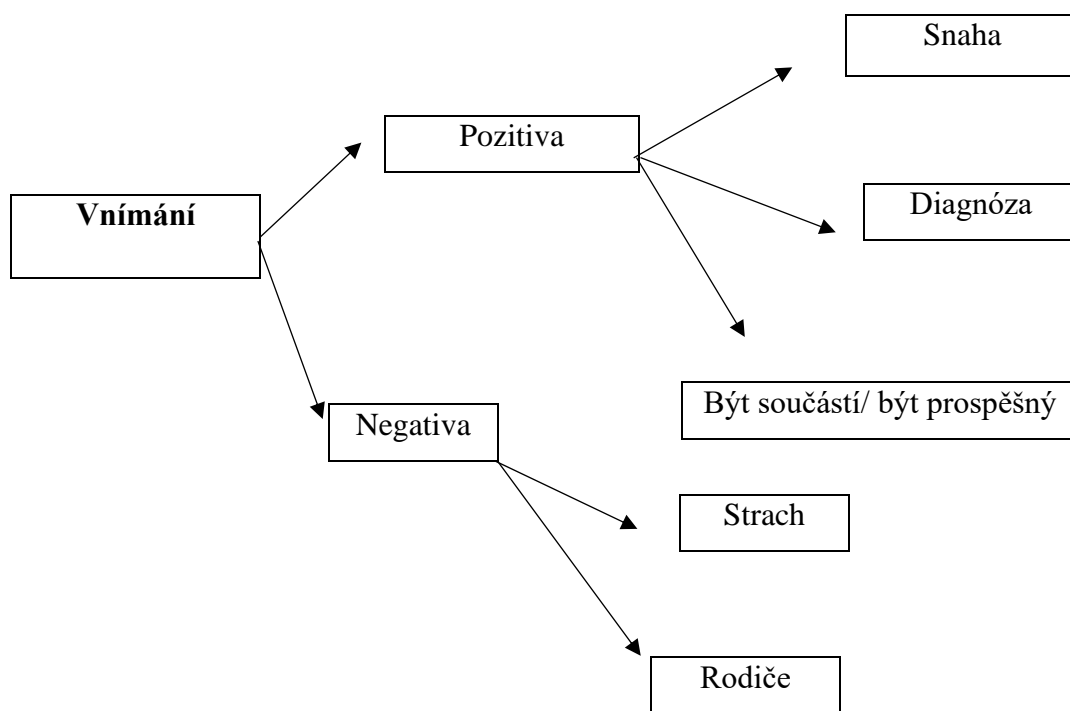 Snaha
Pozitiva
Diagnóza
Vnímání
Být součástí/ být prospěšný
Negativa
Strach
Rodiče